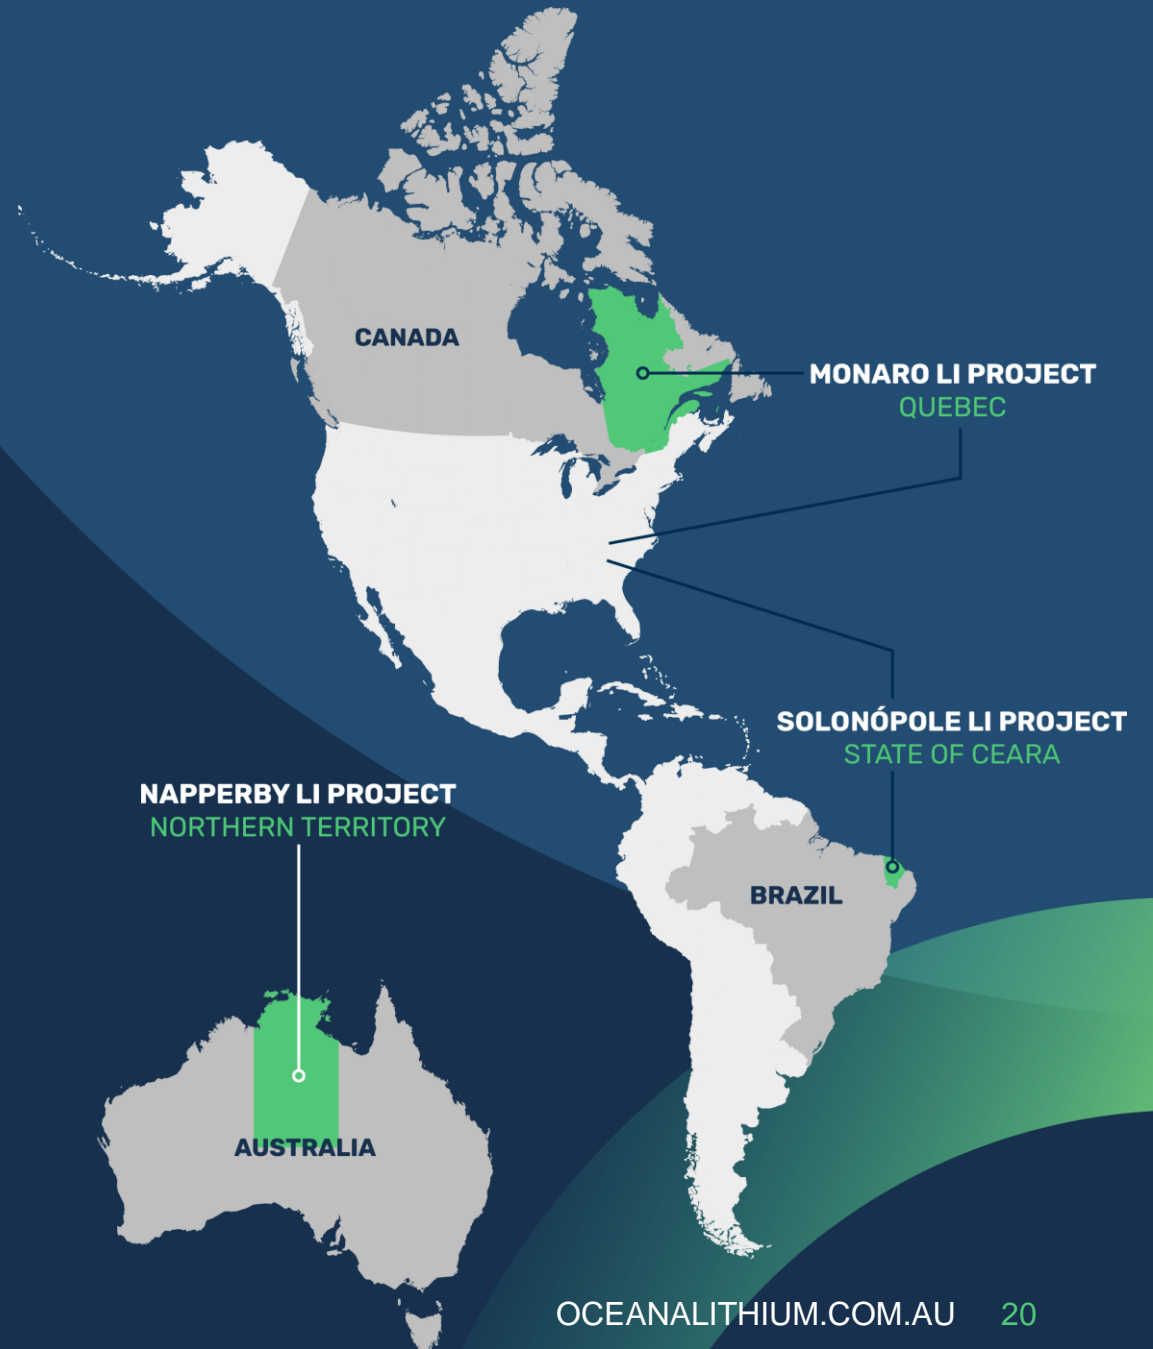 CANADA
MONARO LI PROJECT
QUEBEC
SOLONÓPOLE LI PROJECT
STATE OF CEARA
NAPPERBY LI PROJECT
NORTHERN TERRITORY
BRAZIL
AUSTRALIA
OCEANALITHIUM.COM.AU 20